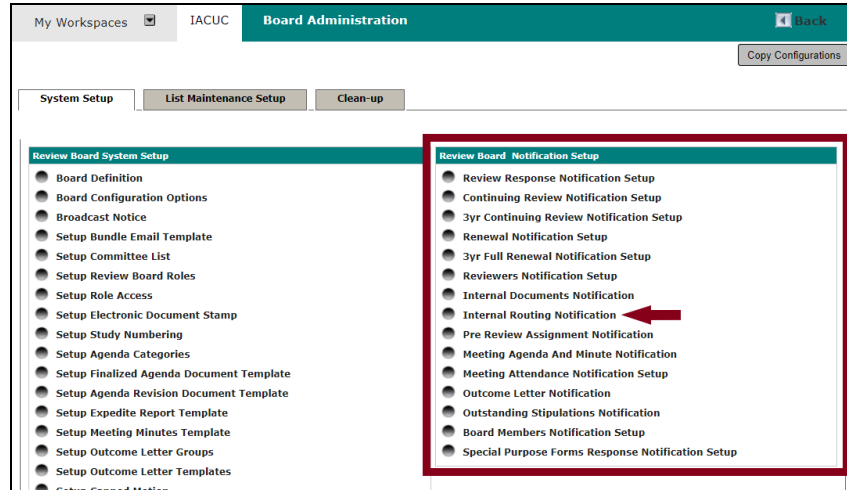 My Workspaces IACUC Board Administration Back
Copy Configurations
System Setup List Maintenance Setup Clean-up
Review Board System Setup
Board Definition
Board Configuration Options
Broadcast Notice
Setup Bundle Email Template
Setup Committee List
Setup Review Board Roles
Setup Role Access
Setup Electronic Document Stamp
Setup Study Numbering
Setup Agenda Categories
Setup Finalized Agenda Document Template
Setup Agenda Revision Document Template
Setup Expedite Report Template
Setup Meeting Minutes Template
Setup Outcome Letter Groups
Setup Outcome Letter Templates
Setup Canned Motion
Review Board Notification Setup
Review Response Notification Setup
Continuing Review Notification Setup
3yr Continuing Review Notification Setup
Renewal Notification Setup
3yr Full Renewal Notification Setup
Reviewers Notification Setup
Internal Documents Notification
Internal Routing Notification
Pre Review Assignment Notification
Meeting Agenda And Minute Notification
Meeting Attendance Notification Setup
Outcome Letter Notification
Outstanding Stipulations Notification
Board Members Notification Setup
Special Purpose Forms Response Notification Setup